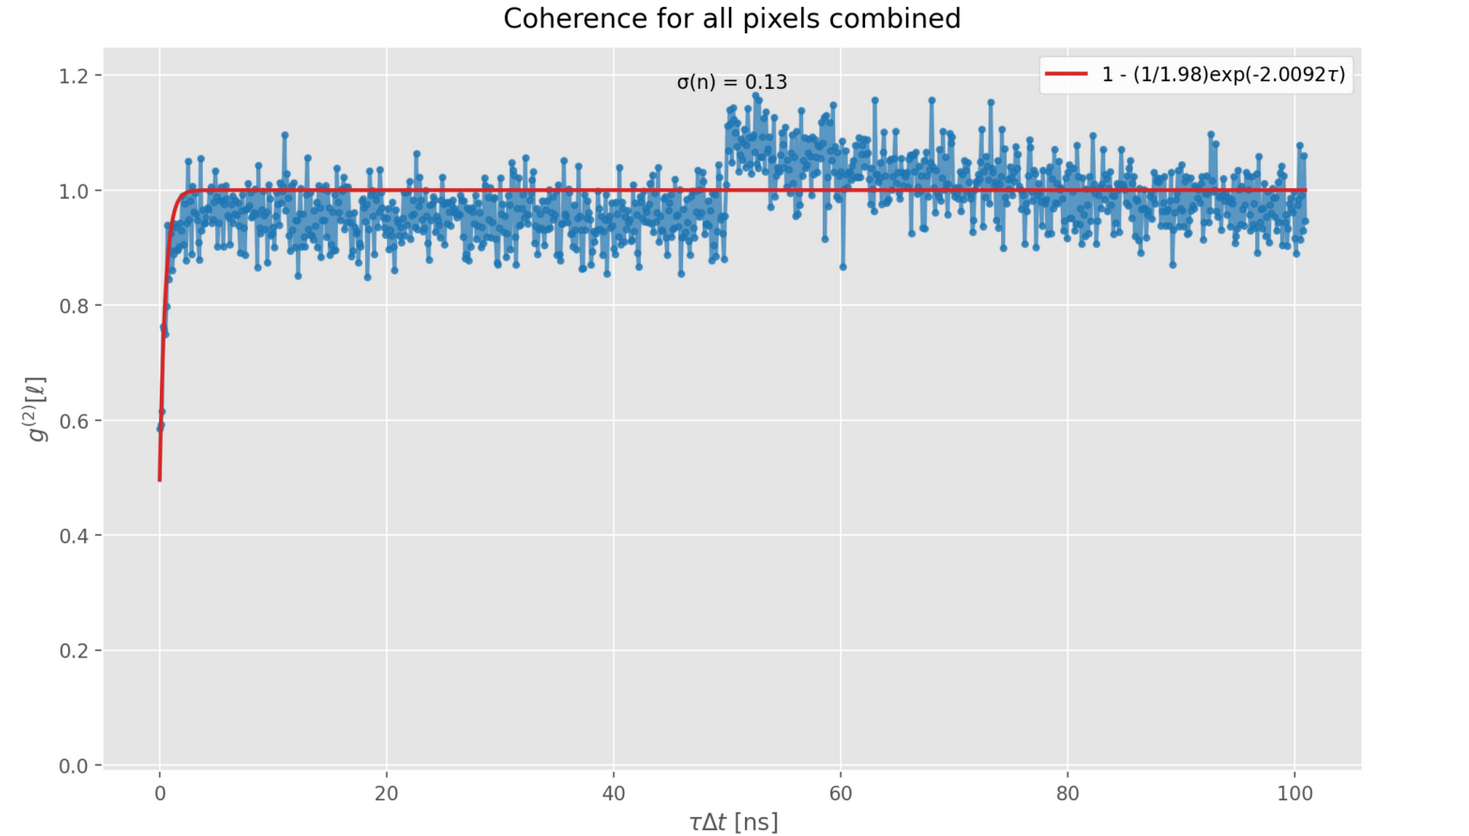 Coherence for all pixels combined
σ(n) = 0.13
1 - (1/1.98)exp(-2.0092τ)
1.2
1.0
0.8
0.6
0.4
0.2
0.0
g⁽²⁾[ℓ]
0 20 40 60 80 100
τΔt [ns]